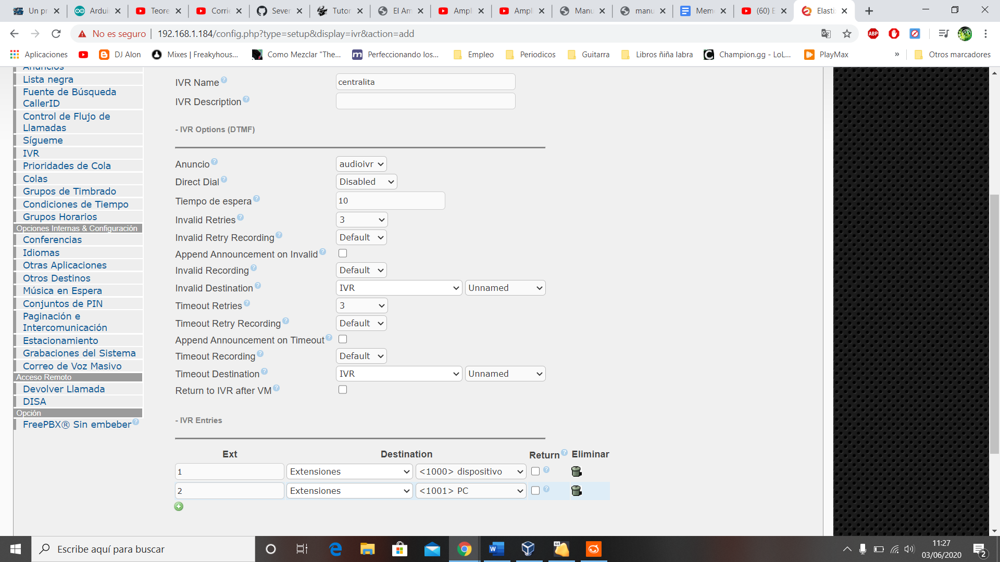 Un pr
Ardui
Teore
Corrie
Sever
Tutor
El Am
Ampl
Ampl
Manu
manu
Mem
(60) E
Elasti
No es seguro
192.168.1.184/config.php?type=setup&display=ivr&action=add
ABP
Aplicaciones
DJ Alon
Mixes | Freakyhous...
Como Mezclar "The...
Perfeccionando los...
Empleo
Periodicos
Guitarra
Libros ñiña labra
Champion.gg - LoL...
PlayMax
»
Otros marcadores
Anuncios
Lista negra
Fuente de Búsqueda
CallerID
Control de Flujo de
Llamadas
Sígueme
IVR
Prioridades de Cola
Colas
Grupos de Timbrado
Condiciones de Tiempo
Grupos Horarios
Opciones Internas & Configuración
Conferencias
Idiomas
Otras Aplicaciones
Otros Destinos
Música en Espera
Conjuntos de PIN
Paginación e
Intercomunicación
Estacionamiento
Grabaciones del Sistema
Correo de Voz Masivo
Acceso Remoto
Devolver Llamada
DISA
Opción
FreePBX® Sin embeber?
IVR Name? centralita
IVR Description?
- IVR Options (DTMF)
Anuncio? audioivr
Direct Dial? Disabled
Tiempo de espera? 10
Invalid Retries? 3
Invalid Retry Recording? Default
Append Announcement on Invalid?
Invalid Recording? Default
Invalid Destination? IVR Unnamed
Timeout Retries? 3
Timeout Retry Recording? Default
Append Announcement on Timeout?
Timeout Recording? Default
Timeout Destination? IVR Unnamed
Return to IVR after VM?
- IVR Entries
Ext Destination Return? Eliminar
1 Extensiones <1000> dispositivo ?
2 Extensiones <1001> PC ?
Escribe aquí para buscar
W
64
11:27
03/06/2020
2